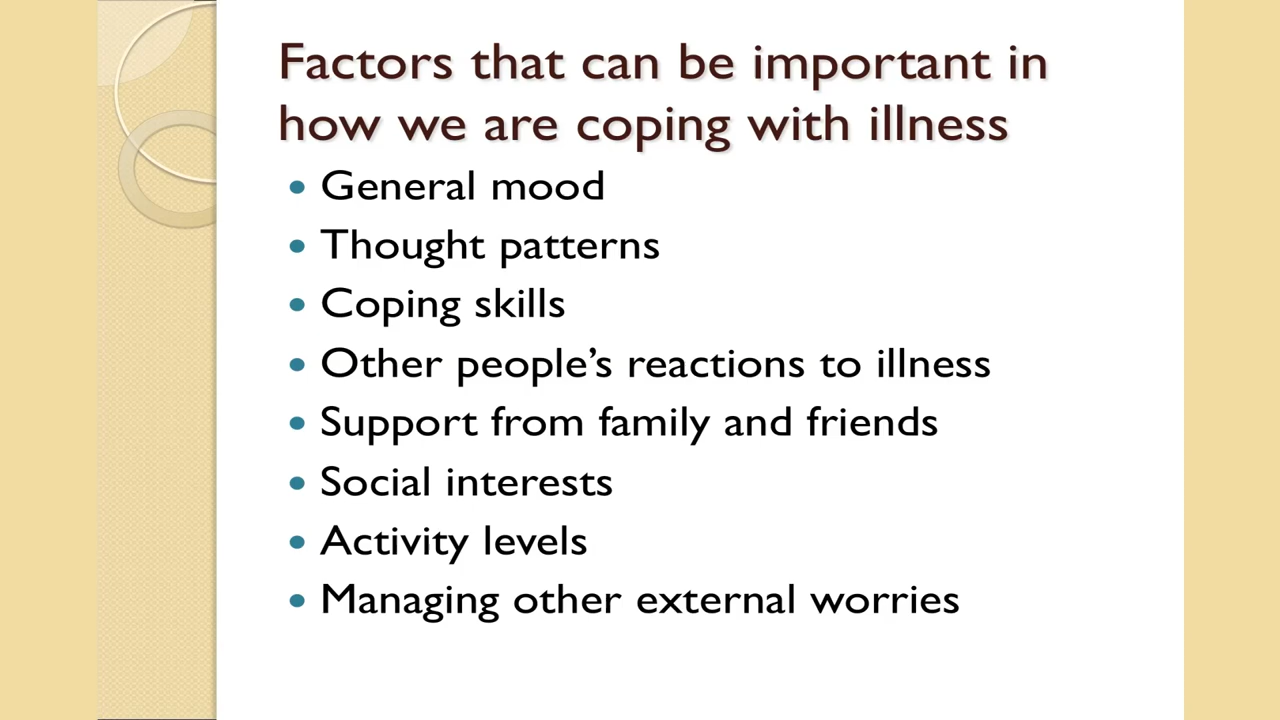 Factors that can be important in
how we are coping with illness
• General mood
• Thought patterns
• Coping skills
• Other people’s reactions to illness
• Support from family and friends
• Social interests
• Activity levels
• Managing other external worries